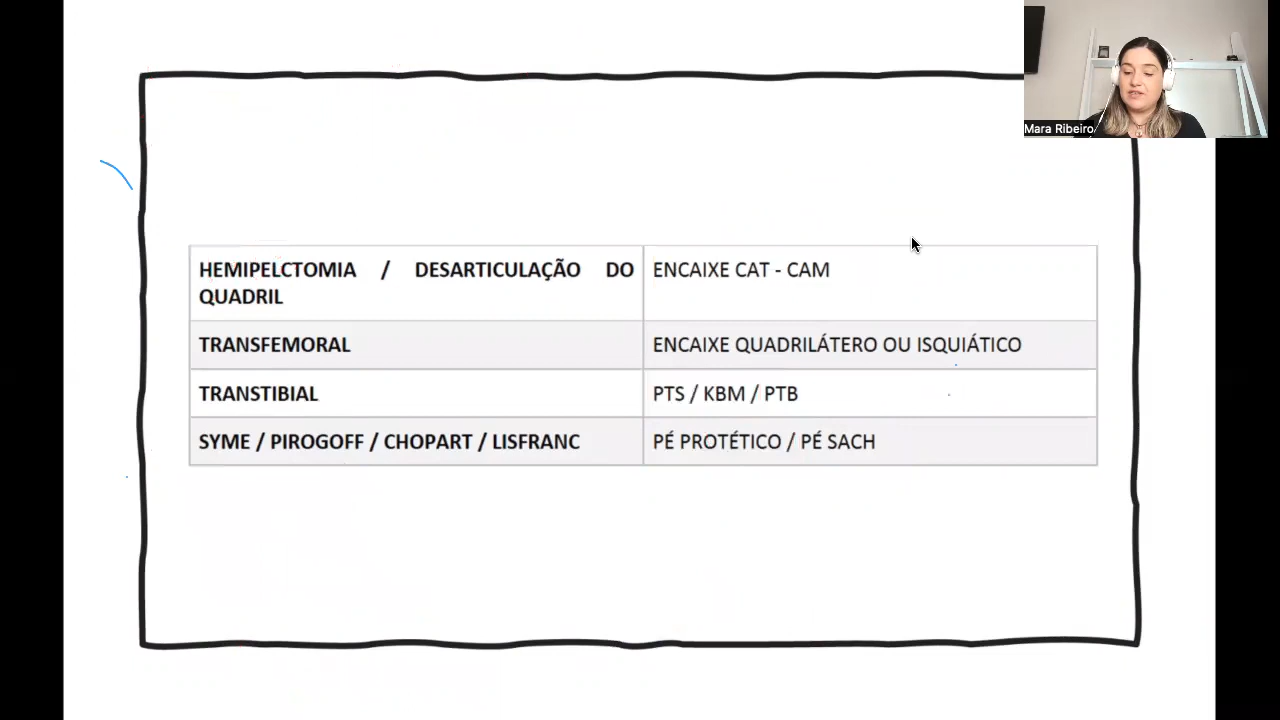 Mara Ribeiro
HEMIPELCTOMIA / DESARTICULAÇÃO DO
QUADRIL
ENCAIXE CAT - CAM
TRANSFEMORAL
ENCAIXE QUADRILÁTERO OU ISQUIÁTICO
TRANSTIBIAL
PTS / KBM / PTB
SYME / PIROGOFF / CHOPART / LISFRANC
PÉ PROTÉTICO / PÉ SACH